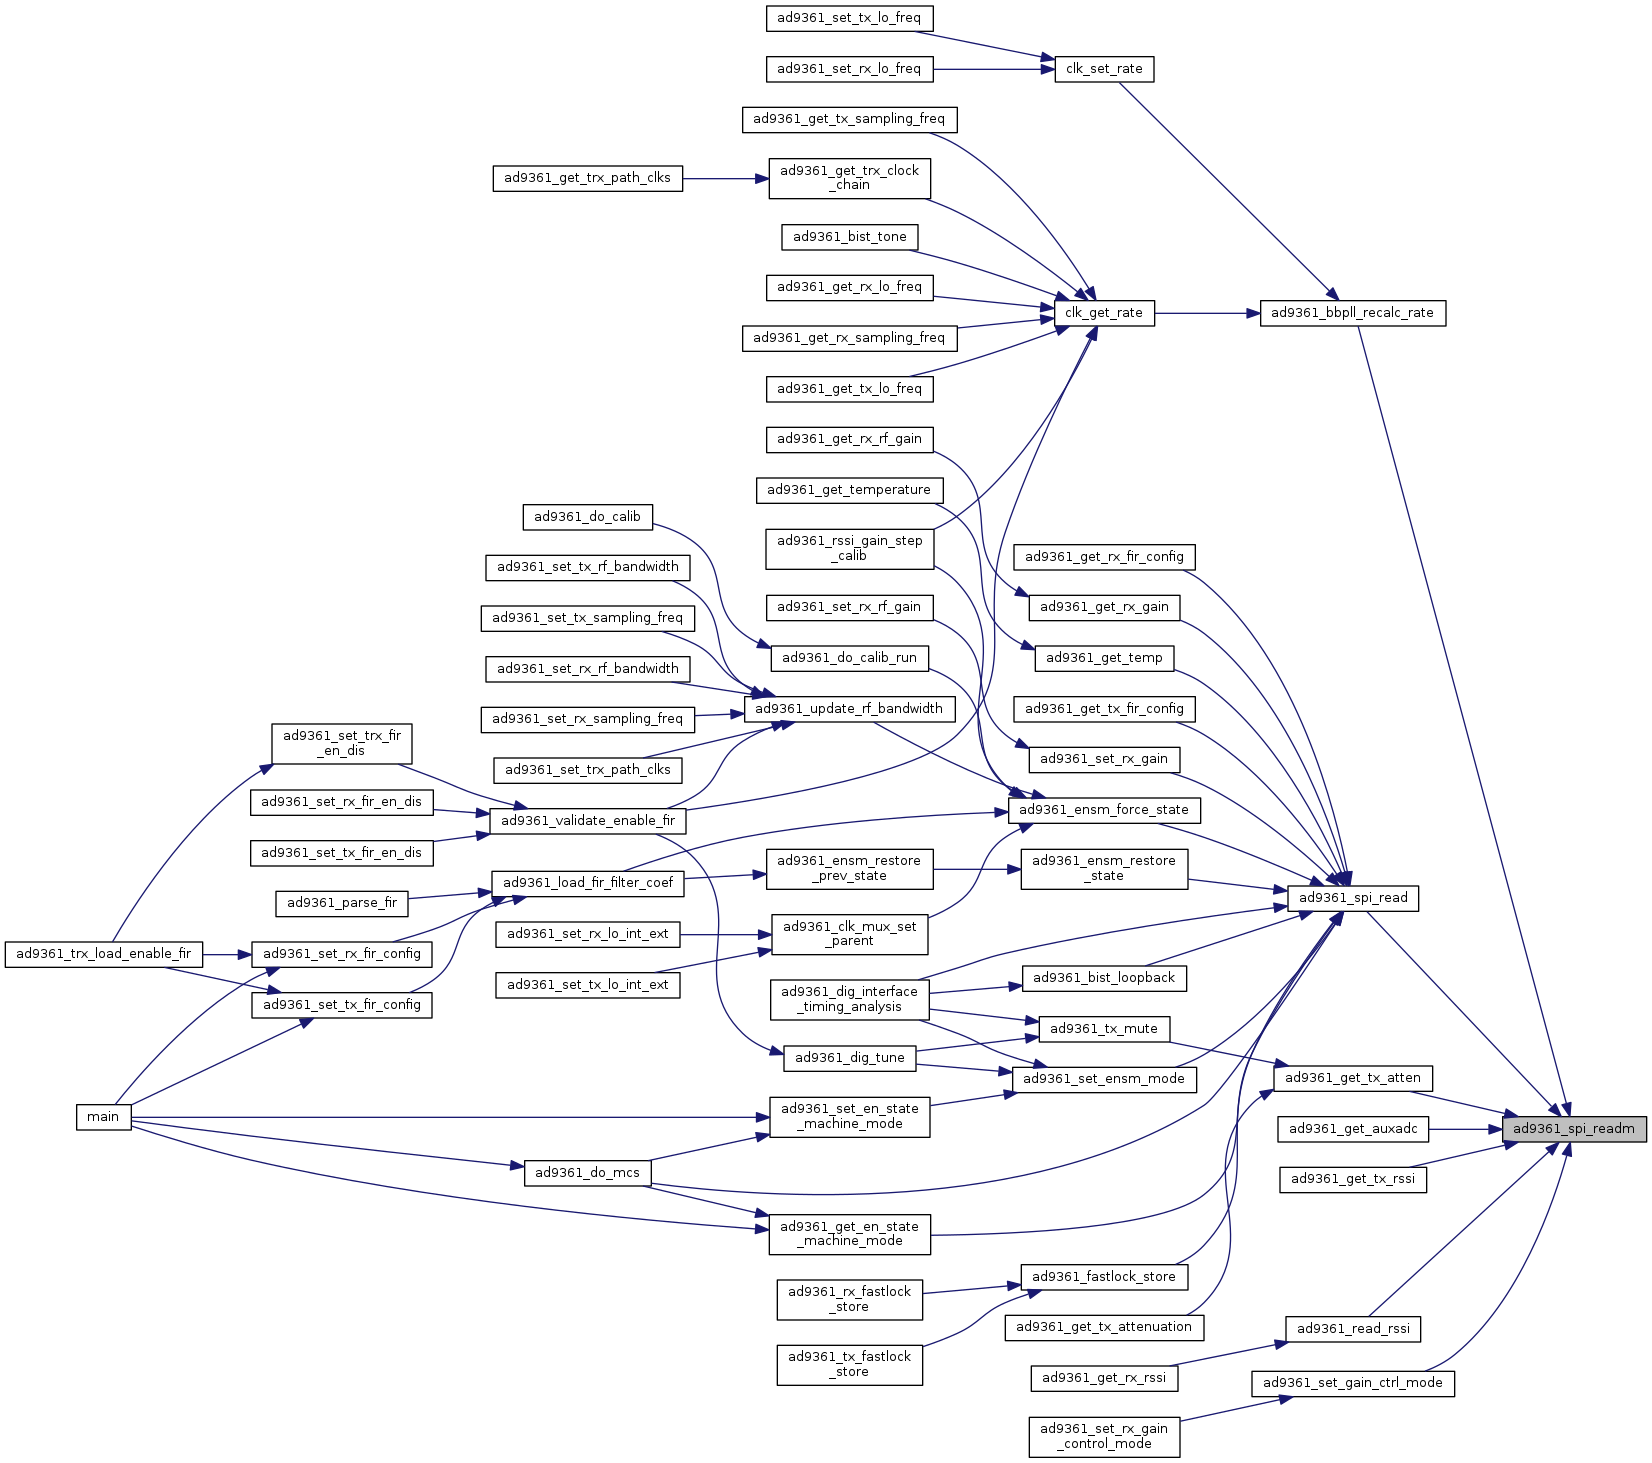 ad9361_set_tx_lo_freq
ad9361_set_rx_lo_freq
clk_set_rate
ad9361_get_tx_sampling_freq
ad9361_get_trx_path_clks
ad9361_get_trx_clock
_chain
ad9361_bist_tone
ad9361_get_rx_lo_freq
clk_get_rate
ad9361_bbpll_recalc_rate
ad9361_get_rx_sampling_freq
ad9361_get_tx_lo_freq
ad9361_get_rx_rf_gain
ad9361_get_temperature
ad9361_do_calib
ad9361_rssi_gain_step
_calib
ad9361_get_rx_fir_config
ad9361_set_tx_rf_bandwidth
ad9361_set_rx_rf_gain
ad9361_get_rx_gain
ad9361_set_tx_sampling_freq
ad9361_do_calib_run
ad9361_get_temp
ad9361_set_rx_rf_bandwidth
ad9361_update_rf_bandwidth
ad9361_get_tx_fir_config
ad9361_set_rx_sampling_freq
ad9361_set_trx_fir
_en_dis
ad9361_set_trx_path_clks
ad9361_set_rx_gain
ad9361_set_rx_fir_en_dis
ad9361_validate_enable_fir
ad9361_ensm_force_state
ad9361_set_tx_fir_en_dis
ad9361_load_fir_filter_coef
ad9361_ensm_restore
_prev_state
ad9361_ensm_restore
_state
ad9361_spi_read
ad9361_parse_fir
ad9361_set_rx_lo_int_ext
ad9361_clk_mux_set
_parent
ad9361_trx_load_enable_fir
ad9361_set_rx_fir_config
ad9361_set_tx_lo_int_ext
ad9361_bist_loopback
ad9361_set_tx_fir_config
ad9361_dig_interface
_timing_analysis
ad9361_tx_mute
ad9361_dig_tune
ad9361_set_ensm_mode
ad9361_get_tx_atten
main
ad9361_set_en_state
_machine_mode
ad9361_get_auxadc
ad9361_spi_readm
ad9361_do_mcs
ad9361_get_tx_rssi
ad9361_get_en_state
_machine_mode
ad9361_fastlock_store
ad9361_rx_fastlock
_store
ad9361_get_tx_attenuation
ad9361_read_rssi
ad9361_tx_fastlock
_store
ad9361_get_rx_rssi
ad9361_set_gain_ctrl_mode
ad9361_set_rx_gain
_control_mode